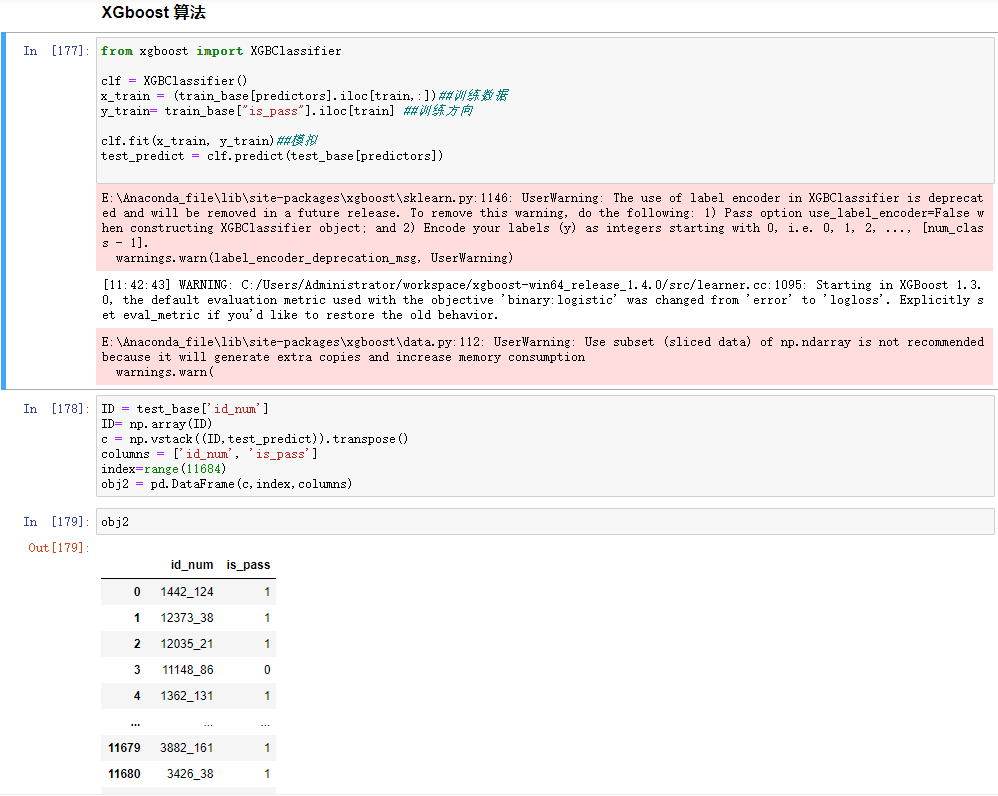 XGboost 算法
In [177]:
from xgboost import XGBClassifier
clf = XGBClassifier()
x_train = (train_base[predictors].iloc[train,:])##训练数据
y_train= train_base["is_pass"].iloc[train] ##训练方向
clf.fit(x_train, y_train)##模拟
test_predict = clf.predict(test_base[predictors])
E:\Anaconda_file\lib\site-packages\xgboost\sklearn.py:1146: UserWarning: The use of label encoder in XGBClassifier is deprecat
ed and will be removed in a future release. To remove this warning, do the following: 1) Pass option use_label_encoder=False w
hen constructing XGBClassifier object; and 2) Encode your labels (y) as integers starting with 0, i.e. 0, 1, 2, ..., [num_clas
s - 1].
warnings.warn(label_encoder_deprecation_msg, UserWarning)
[11:42:43] WARNING: C:/Users/Administrator/workspace/xgboost-win64_release_1.4.0/src/learner.cc:1095: Starting in XGBoost 1.3.
0, the default evaluation metric used with the objective 'binary:logistic' was changed from 'error' to 'logloss'. Explicitly s
et eval_metric if you'd like to restore the old behavior.
E:\Anaconda_file\lib\site-packages\xgboost\data.py:112: UserWarning: Use subset (sliced data) of np.ndarray is not recommended
because it will generate extra copies and increase memory consumption
warnings.warn(
In [178]:
ID = test_base['id_num']
ID= np.array(ID)
c = np.vstack((ID,test_predict)).transpose()
columns = ['id_num', 'is_pass']
index=range(11684)
obj2 = pd.DataFrame(c,index,columns)
In [179]:
obj2
Out[179]:
id_num is_pass
0 1442_124 1
1 12373_38 1
2 12035_21 1
3 11148_86 0
4 1362_131 1
... ... ...
11679 3882_161 1
11680 3426_38 1